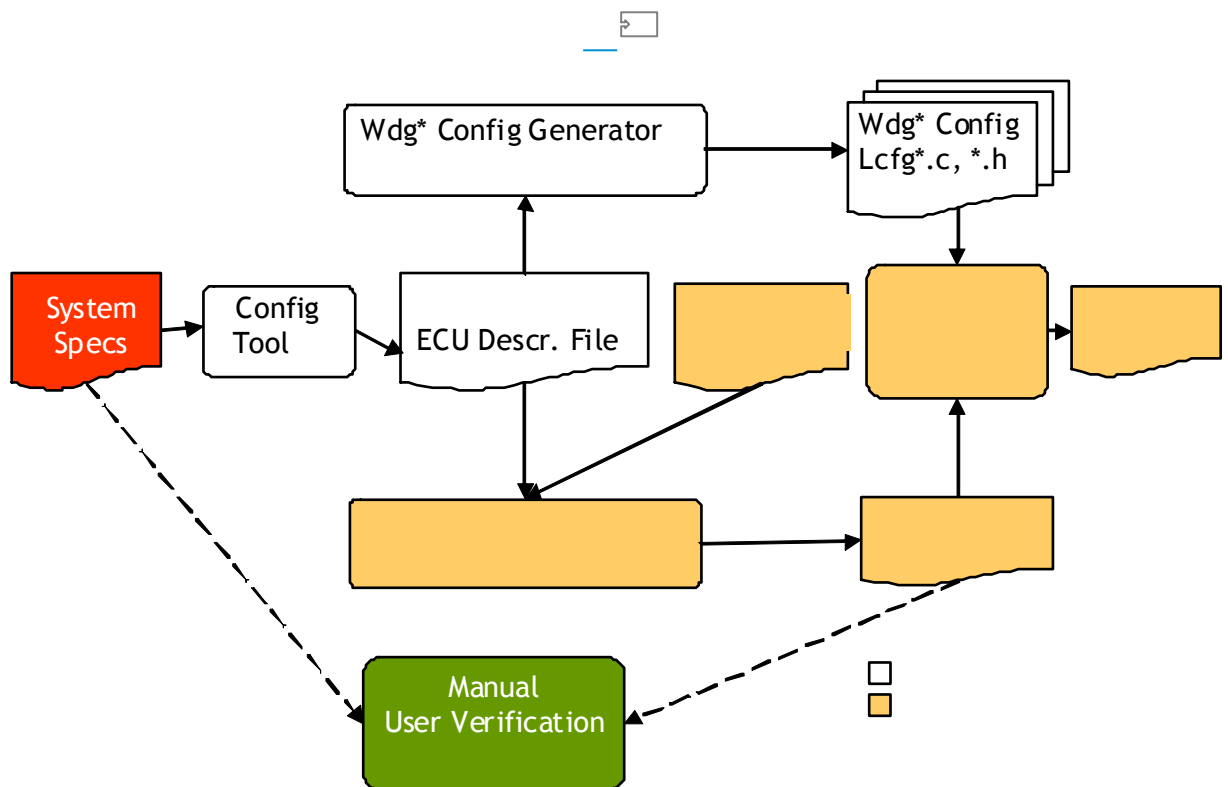 Wdg* Config Generator
Wdg* Config
Lcfg*.c, *.h
System
Specs
Config
Tool
ECU Descr. File
Manual
User Verification